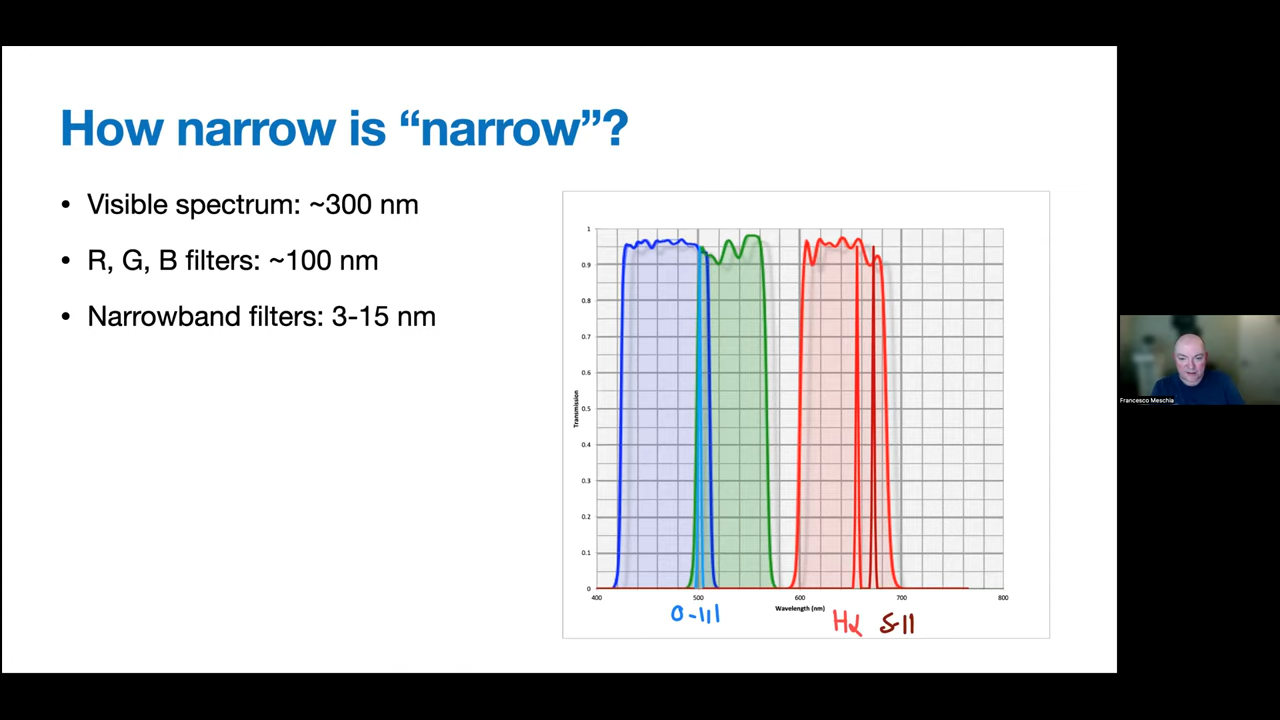 How narrow is “narrow”?
• Visible spectrum: ~300 nm
• R, G, B filters: ~100 nm
• Narrowband filters: 3-15 nm
1
0.9
0.8
0.7
0.6
0.5
0.4
0.3
0.2
0.1
0
Transmission
400 500 600 700 800
Wavelength (nm)
O-III
Hα S-II
Francesco Meschia